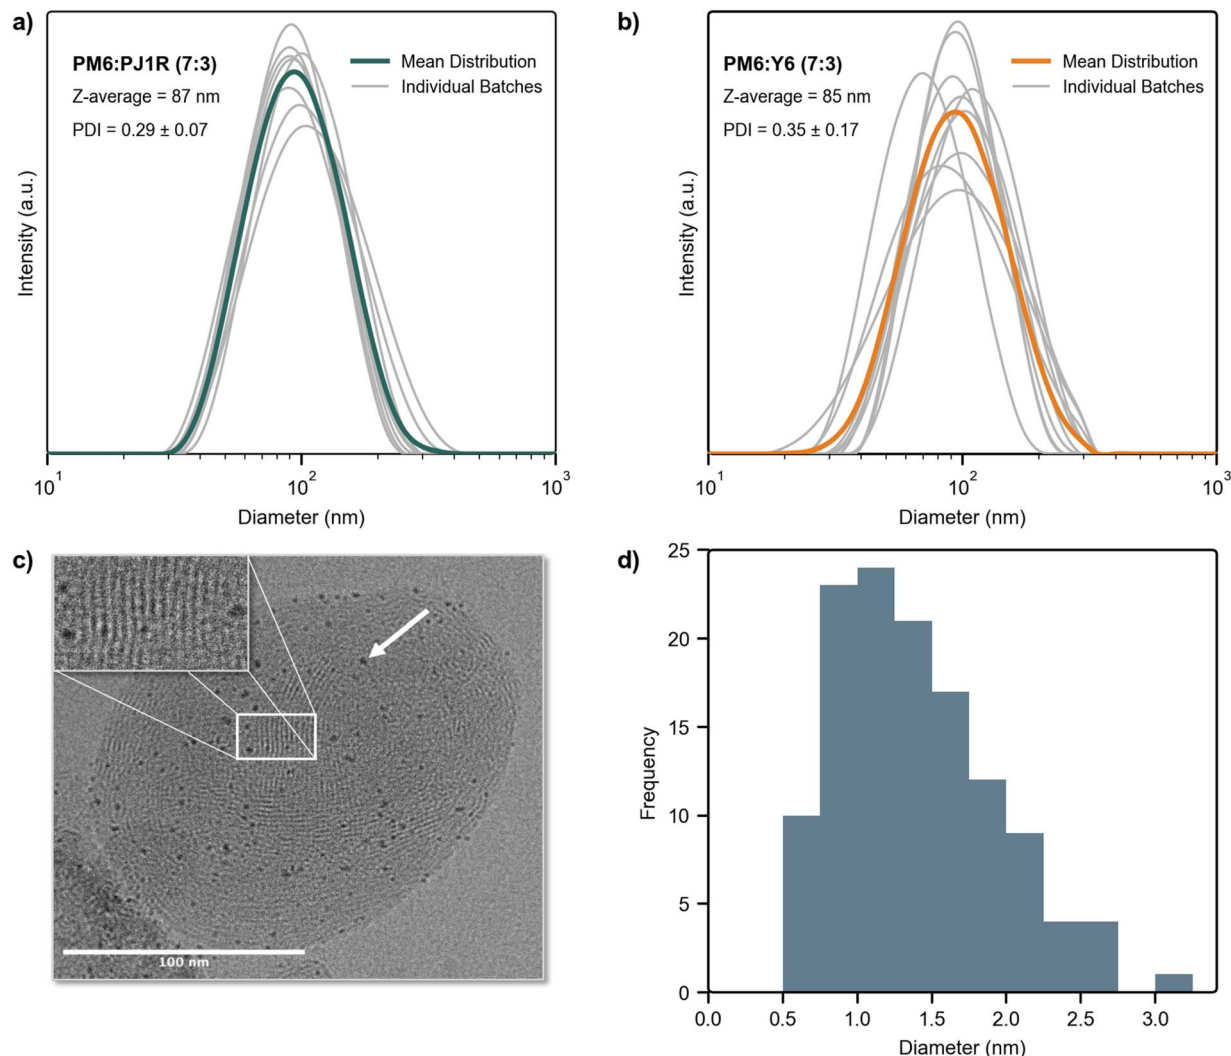 a)
PM6:PJ1R (7:3)
Z-average = 87 nm
PDI = 0.29 ± 0.07
Mean Distribution
Individual Batches
Intensity (a.u.)
10¹ 10² 10³
Diameter (nm)
b)
PM6:Y6 (7:3)
Z-average = 85 nm
PDI = 0.35 ± 0.17
Mean Distribution
Individual Batches
Intensity (a.u.)
10¹ 10² 10³
Diameter (nm)
c)
100 nm
d)
25
20
15
10
5
0
Frequency
0.0 0.5 1.0 1.5 2.0 2.5 3.0
Diameter (nm)